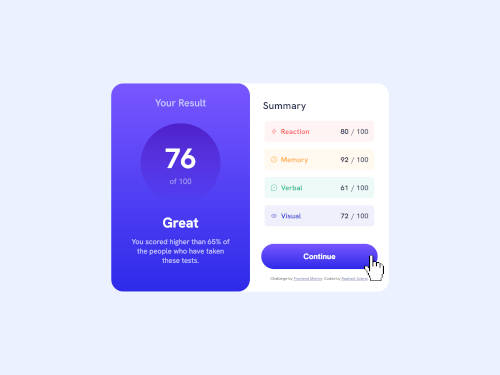 Your Result
76
of 100
Great
You scored higher than 65% of
the people who have taken
these tests.
Summary
Reaction 80 / 100
Memory 92 / 100
Verbal 61 / 100
Visual 72 / 100
Continue
Challenge by Frontend Mentor. Coded by